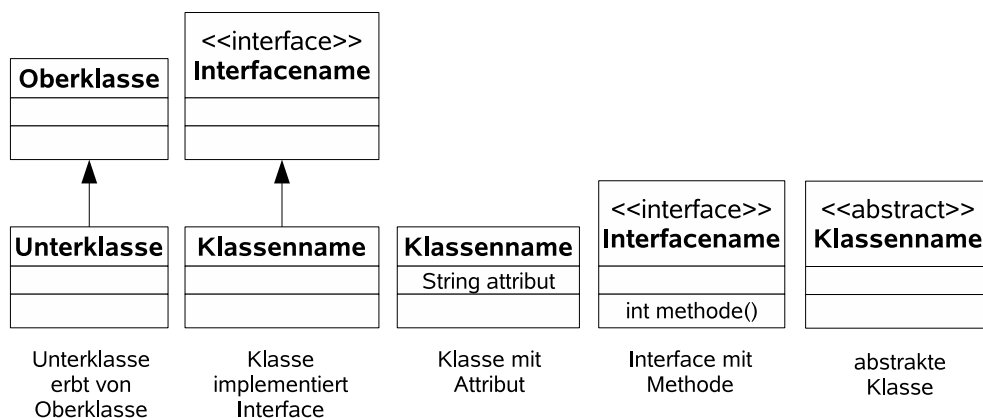 Oberklasse
<<interface>>
Interfacename
Unterklasse
Klassenname
Klassenname
String attribut
<<interface>>
Interfacename
int methode()
<<abstract>>
Klassenname
Unterklasse
erbt von
Oberklasse
Klasse
implementiert
Interface
Klasse mit
Attribut
Interface mit
Methode
abstrakte
Klasse